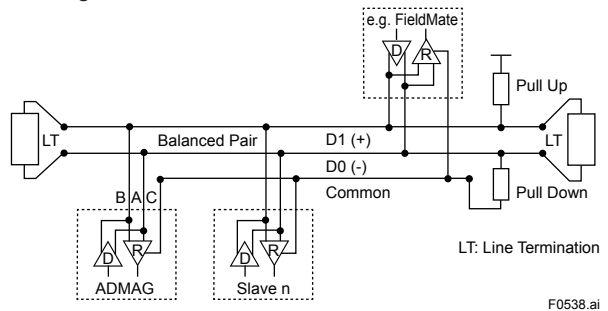 e.g. FieldMate
D
R
Pull Up
LT
Balanced Pair
D1 (+)
LT
D0 (-)
B A C
Common
Pull Down
D
R
D
R
LT: Line Termination
ADMAG
Slave n
F0538.ai